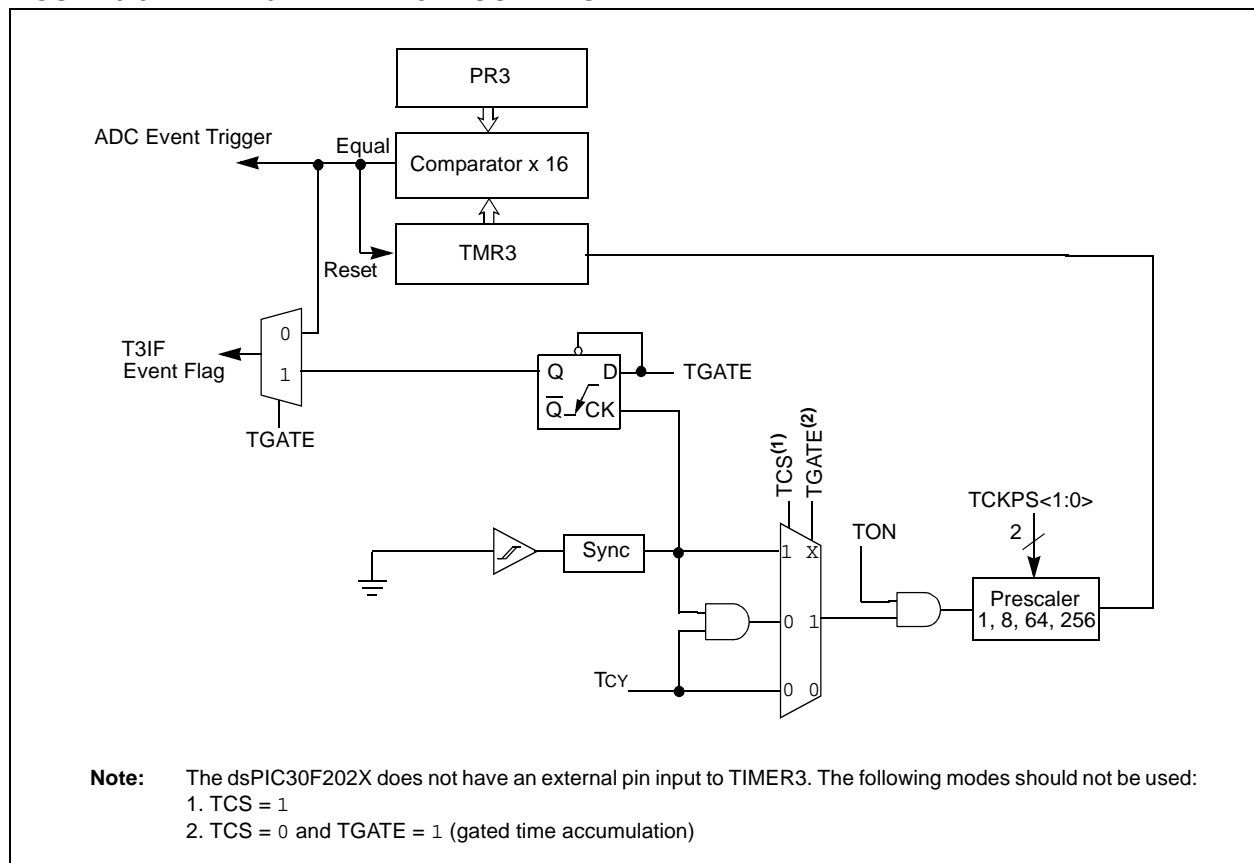 PR3
ADC Event Trigger
Equal
Comparator x 16
TMR3
Reset
0
T3IF
Event Flag
1
Q D
TGATE
Q CK
TGATE
TCS(1)
TGATE(2)
TCKPS<1:0>
2
TON
Sync
1 X
Prescaler
1, 8, 64, 256
0 1
TCY
0 0
Note: The dsPIC30F202X does not have an external pin input to TIMER3. The following modes should not be used:
1. TCS = 1
2. TCS = 0 and TGATE = 1 (gated time accumulation)